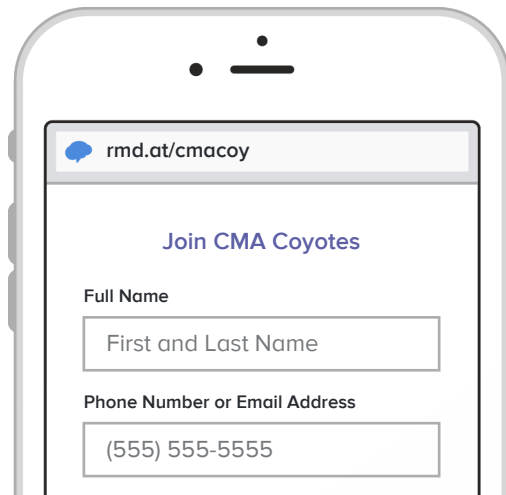 rmd.at/cmacoy
Join CMA Coyotes
Full Name
First and Last Name
Phone Number or Email Address
(555) 555-5555